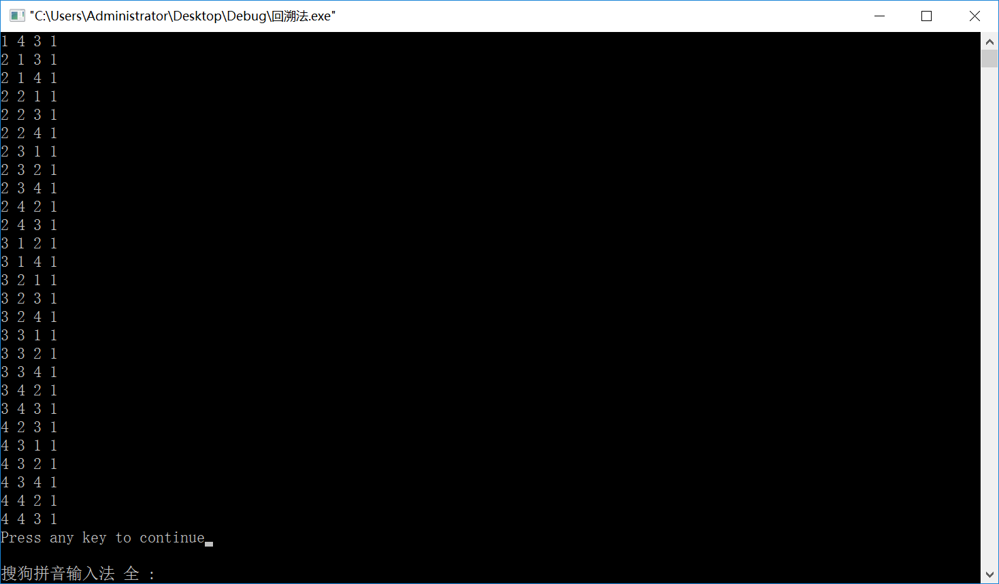 "C:\Users\Administrator\Desktop\Debug\回溯法.exe"
1 4 3 1
2 1 3 1
2 1 4 1
2 2 1 1
2 2 3 1
2 2 4 1
2 3 1 1
2 3 2 1
2 3 4 1
2 4 2 1
2 4 3 1
3 1 2 1
3 1 4 1
3 2 1 1
3 2 3 1
3 2 4 1
3 3 1 1
3 3 2 1
3 3 4 1
3 4 2 1
3 4 3 1
4 2 3 1
4 3 1 1
4 3 2 1
4 3 4 1
4 4 2 1
4 4 3 1
Press any key to continue
搜狗拼音输入法 全 :